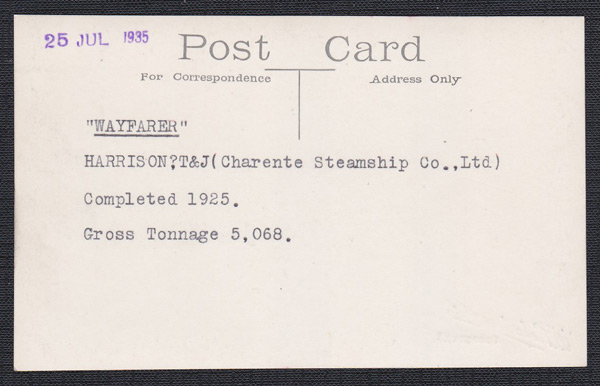 25 JUL 1935
Post Card
For Correspondence
Address Only
"WAYFARER"
HARRISON?T&J(Charente Steamship Co.,Ltd)
Completed 1925.
Gross Tonnage 5,068.